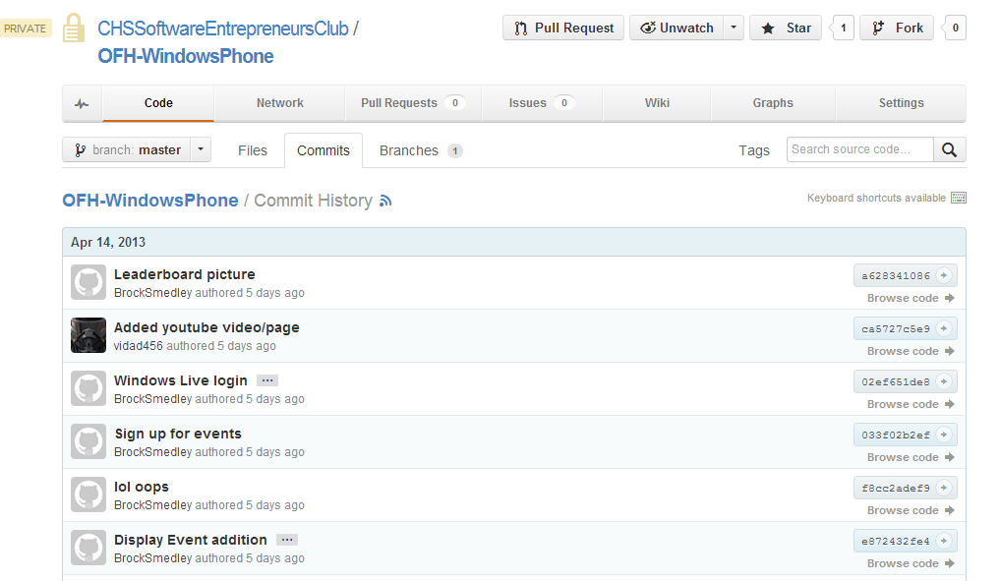 PRIVATE
CHSSoftwareEntrepreneursClub /
OFH-WindowsPhone
Pull Request
Unwatch
Star
1
Fork
0
Code
Network
Pull Requests 0
Issues 0
Wiki
Graphs
Settings
branch: master
Files
Commits
Branches 1
Tags
Search source code...
OFH-WindowsPhone / Commit History
Keyboard shortcuts available
Apr 14, 2013
Leaderboard picture
BrockSmedley authored 5 days ago
a628341086
Browse code
Added youtube video/page
vidad456 authored 5 days ago
ca5727c5e9
Browse code
Windows Live login ...
BrockSmedley authored 5 days ago
02ef651de8
Browse code
Sign up for events
BrockSmedley authored 5 days ago
033f02b2ef
Browse code
lol oops
BrockSmedley authored 5 days ago
f8cc2adef9
Browse code
Display Event addition ...
BrockSmedley authored 5 days ago
e872432fe4
Browse code